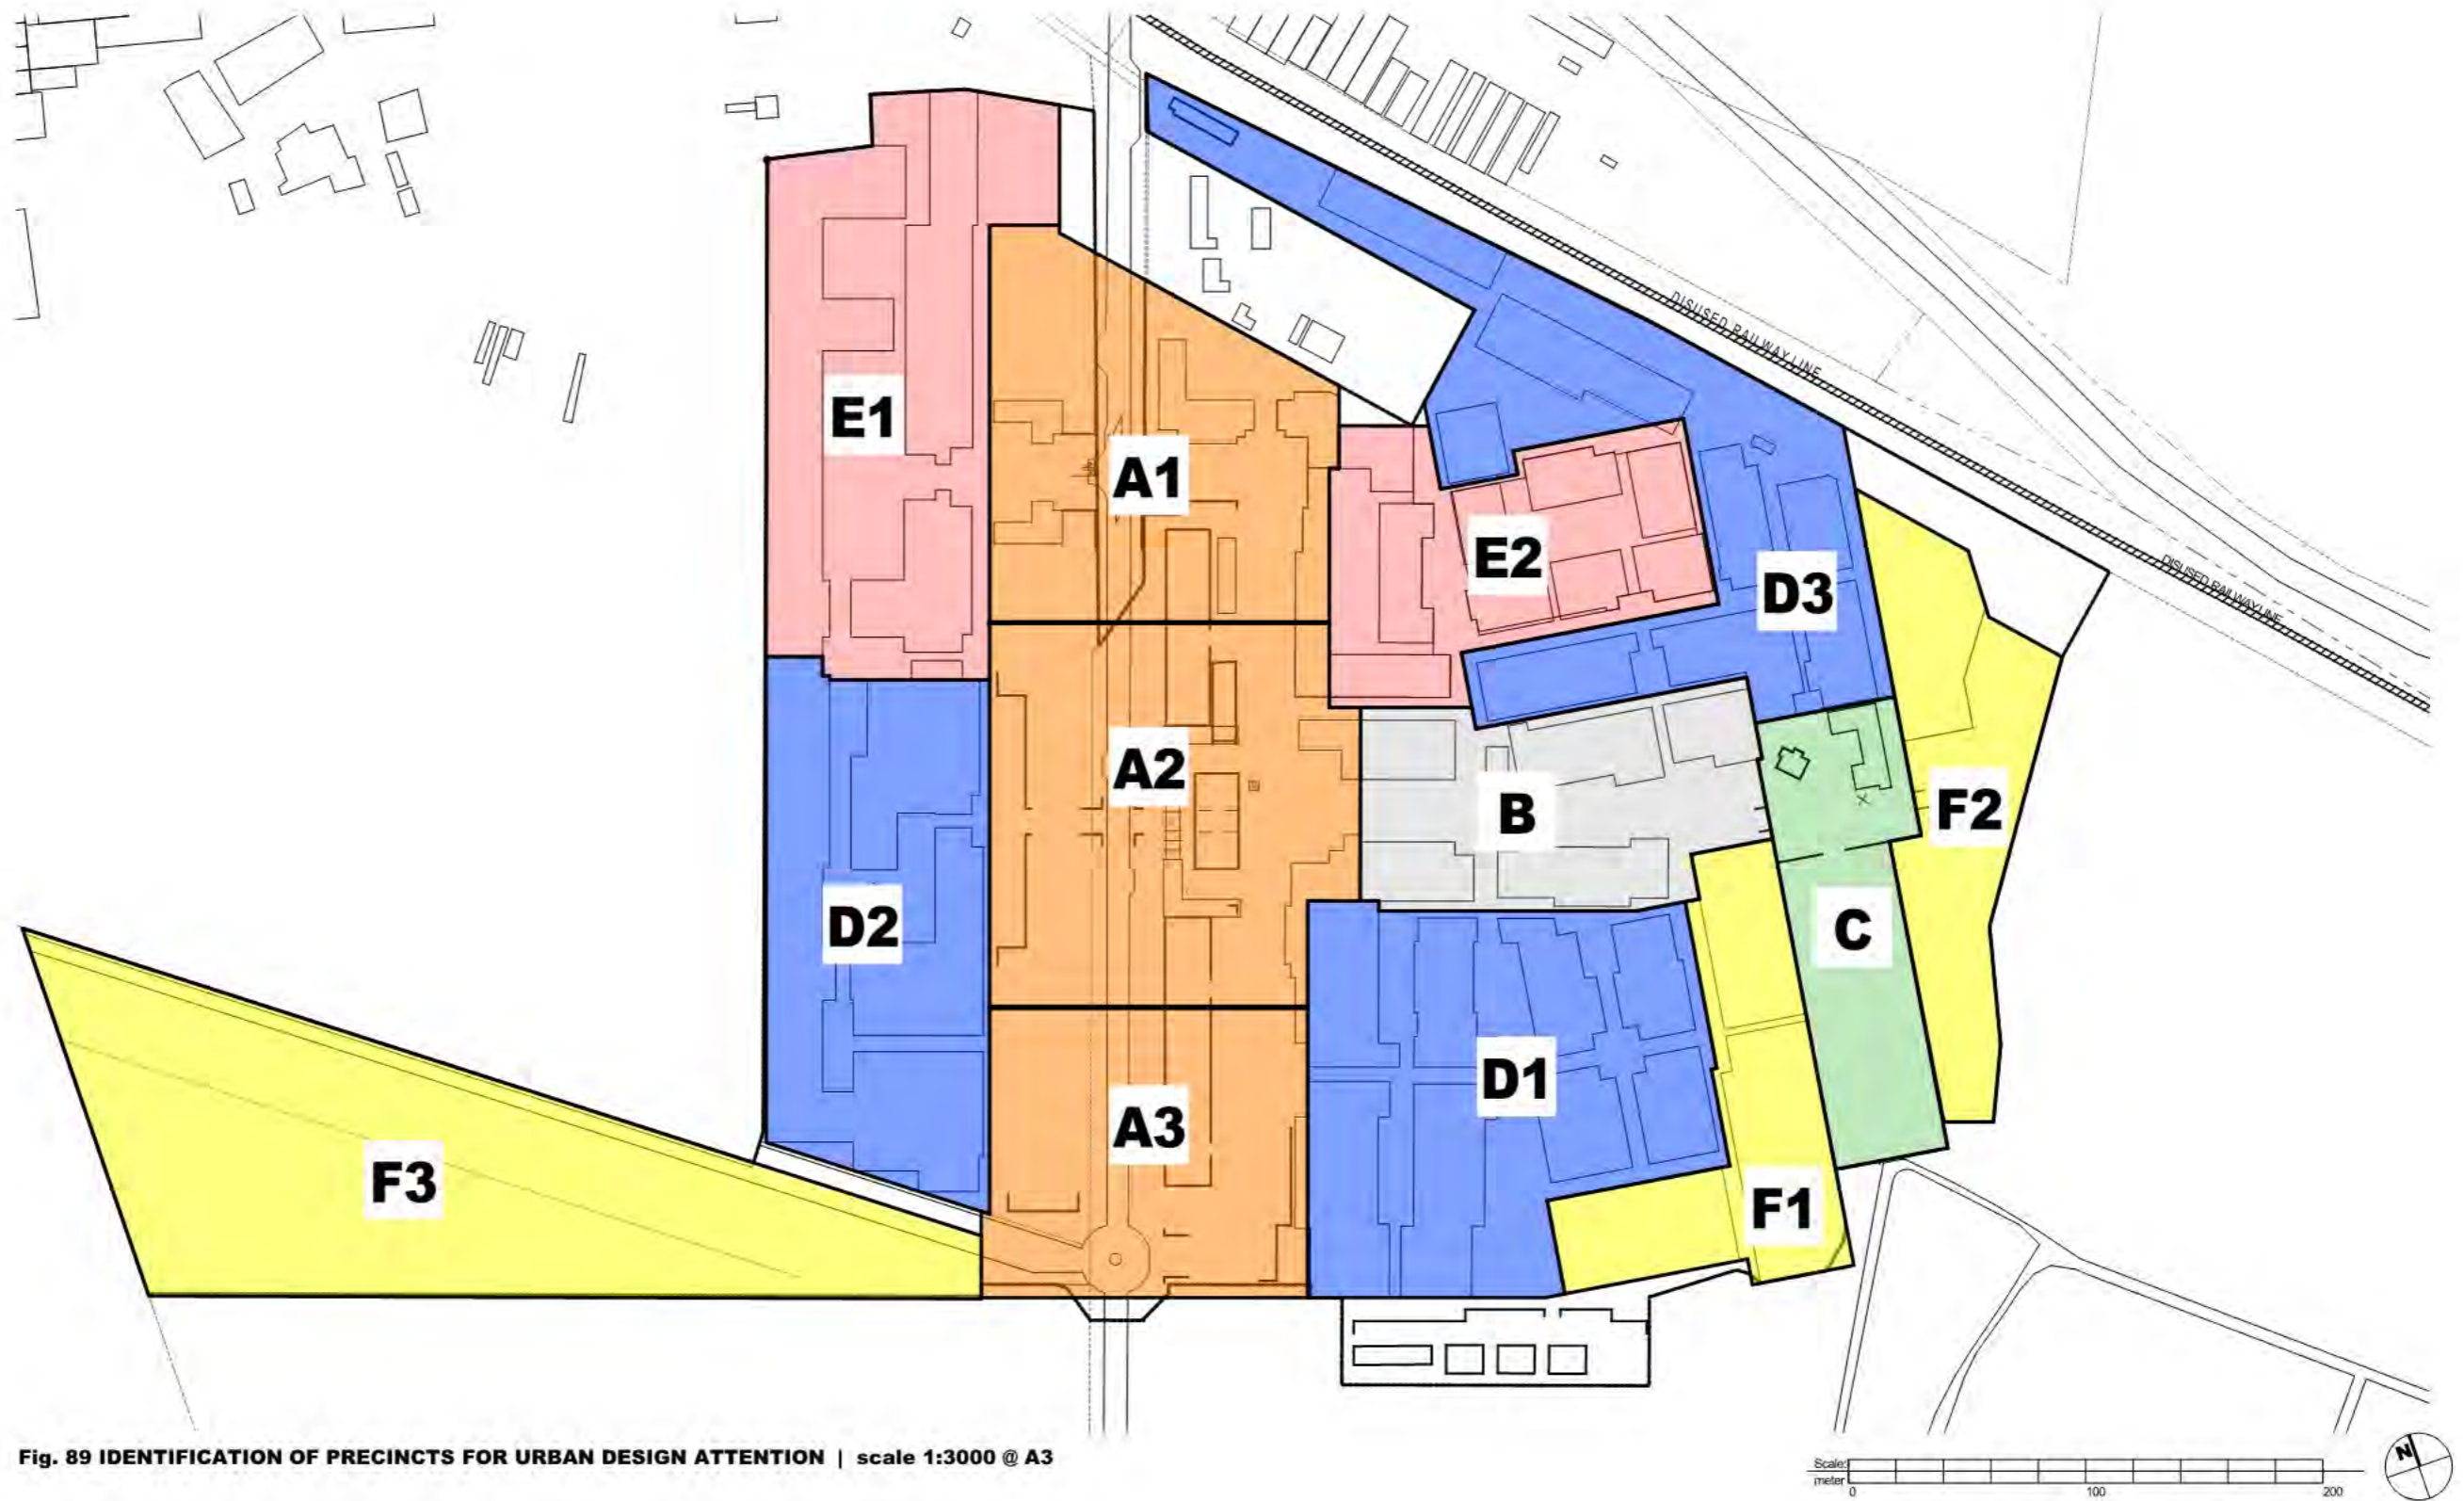 DISUSED RAILWAY LINE
E1
A1
E2
DISUSED RAILWAY LINE
D3
A2
B
F2
D2
C
D1
A3
F3
F1
Fig. 89 IDENTIFICATION OF PRECINCTS FOR URBAN DESIGN ATTENTION | scale 1:3000 @ A3
Scale:
meter
0 100 200
N